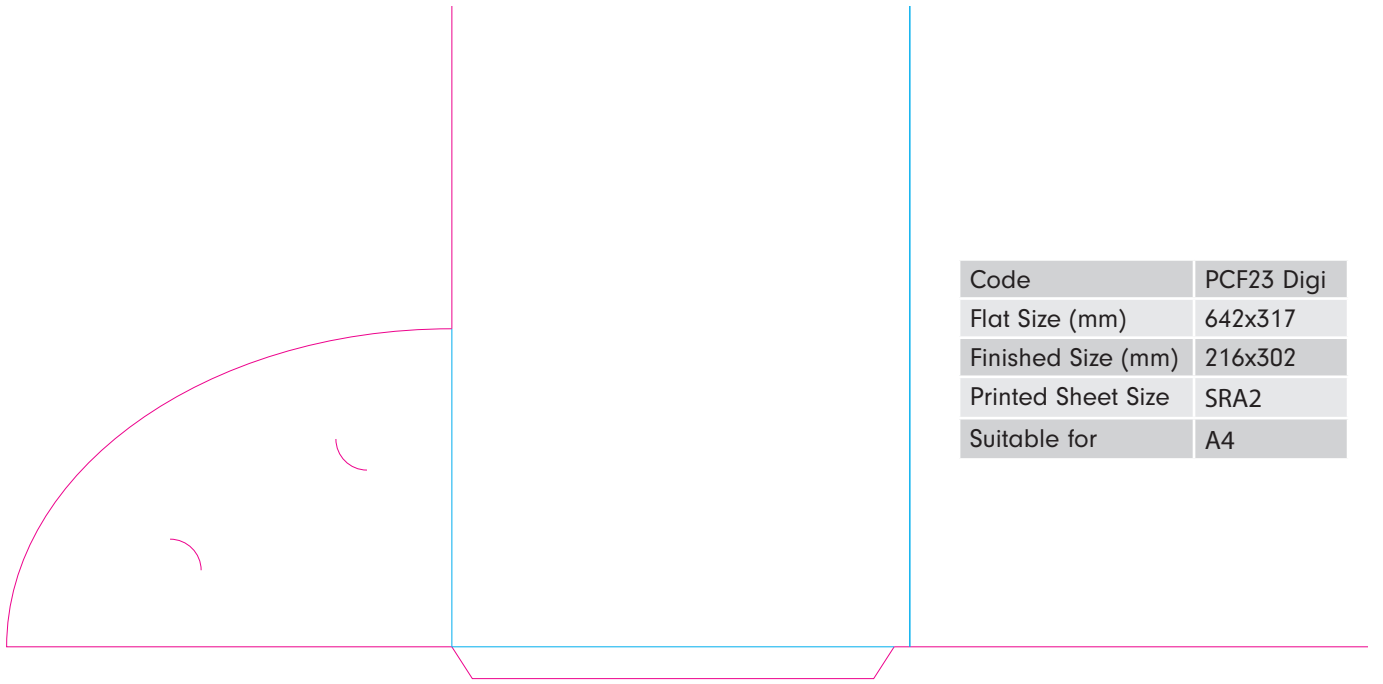 Code PCF23 Digi
Flat Size (mm) 642x317
Finished Size (mm) 216x302
Printed Sheet Size SRA2
Suitable for A4